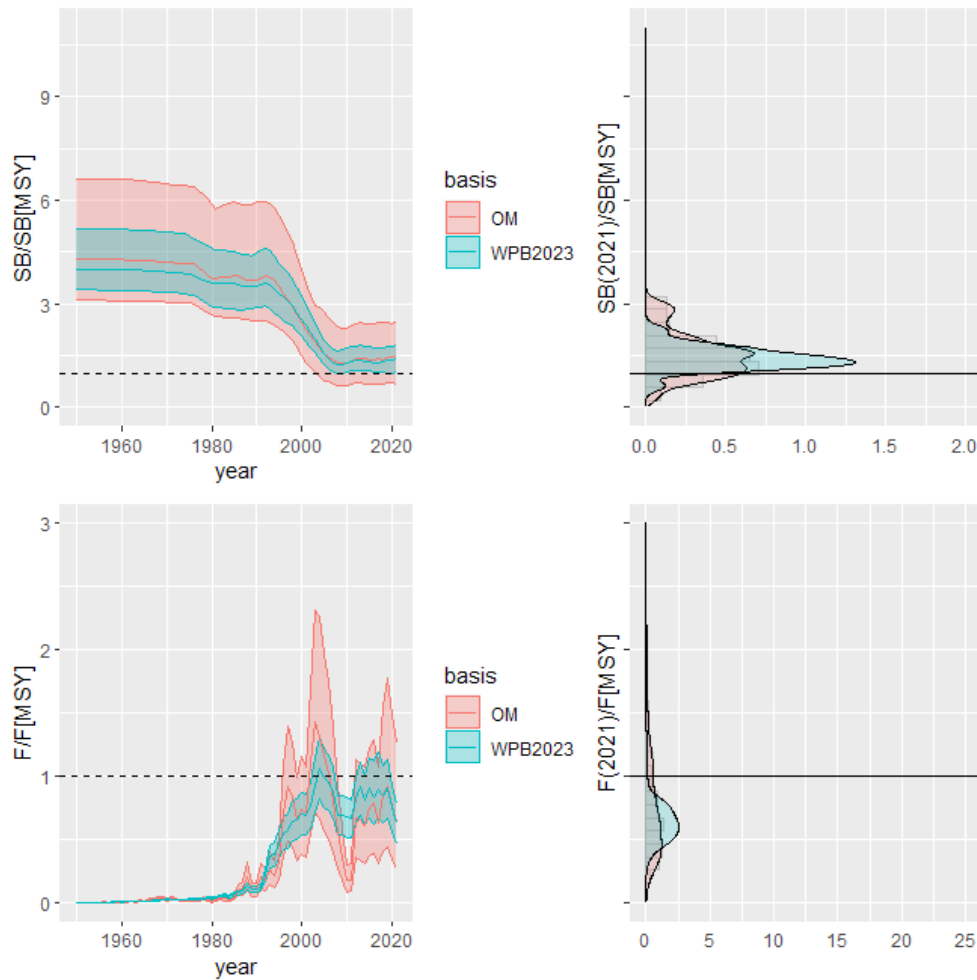 SB/SB[MSY]
9
6
3
0
1960
1980
2000
2020
year
basis
OM
WPB2023
SB(2021)/SB[MSY]
0.0
0.5
1.0
1.5
2.0
F/F[MSY]
3
2
1
0
1960
1980
2000
2020
year
basis
OM
WPB2023
F(2021)/F[MSY]
0
5
10
15
20
25